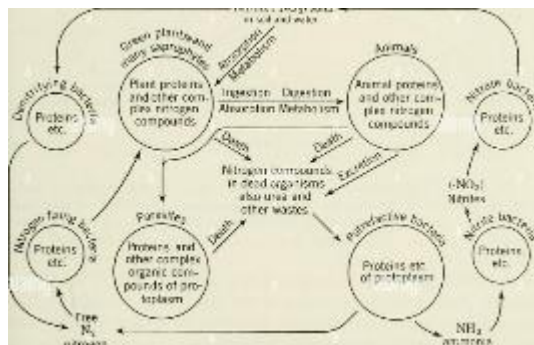 in soil and water
Green plants and
many saprophytes
Absorption
Metabolism
Animals
Denitrifying bacteria
Nitrate bacteria
Proteins
etc.
Plant proteins
and other com-
plex nitrogen
compounds
Ingestion Digestion
Absorption Metabolism
Animal proteins
and other com-
plex nitrogen
compounds
Proteins
etc.
Death
Death
Excretion
Nitrogen compounds
in dead organisms
also urea and
other wastes
(-NO₂)
Nitrites
Nitrogen fixing bacteria
Parasites
Death
Putrefactive bacteria
Nitrite bacteria
Proteins
etc.
Proteins and
other complex
organic com-
pounds of pro-
toplasm
Proteins etc.
of protoplasm
Proteins
etc.
Free
N₂
nitrogen
NH₃
ammonia